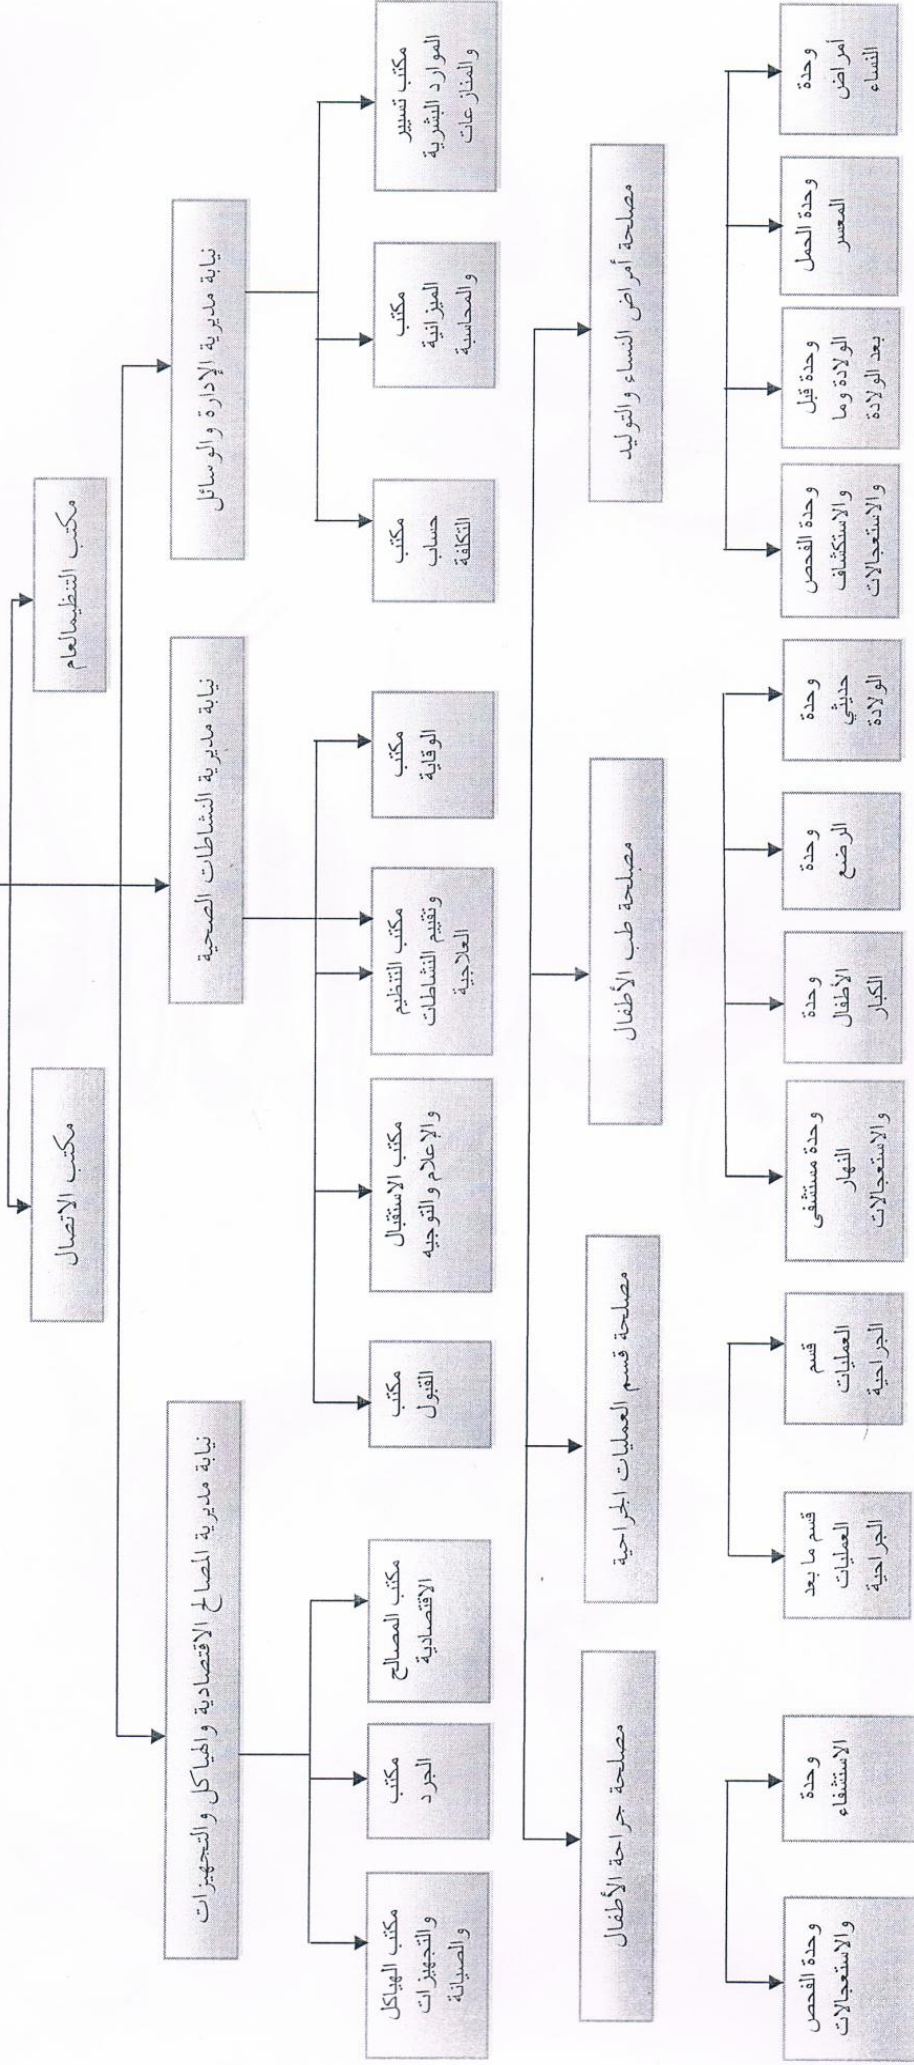 مكتب التنظيمالعام
مكتب الاتصال
نيابة مديرية الإدارة والوسائل
نيابة مديرية النشاطات الصحية
نيابة مديرية المصالح الاقتصادية والهياكل والتجهيزات
مكتب تسيير
الموارد البشرية
والمنازعات
مكتب
الميزانية
والمحاسبة
مكتب
حساب
التكلفة
مكتب
الوقاية
مكتب التنظيم
وتقييم النشاطات
العلاجية
مكتب الاستقبال
والإعلام والتوجيه
مكتب
القبول
مكتب المصالح
الاقتصادية
مكتب
الجرد
مكتب الهياكل
والتجهيزات
والصيانة
مصلحة أمراض النساء والتوليد
مصلحة طب الأطفال
مصلحة قسم العمليات الجراحية
مصلحة جراحة الأطفال
وحدة
أمراض
النساء
وحدة الحمل
المعسر
وحدة قبل
الولادة وما
بعد الولادة
وحدة الفحص
والاستكشاف
والاستعجالات
وحدة
حديثي
الولادة
وحدة
الرضع
وحدة
الأطفال
الكبار
وحدة مستشفى
النهار
والاستعجالات
قسم
العمليات
الجراحية
قسم ما بعد
العمليات
الجراحية
وحدة
الاستشفاء
وحدة الفحص
والاستعجالات